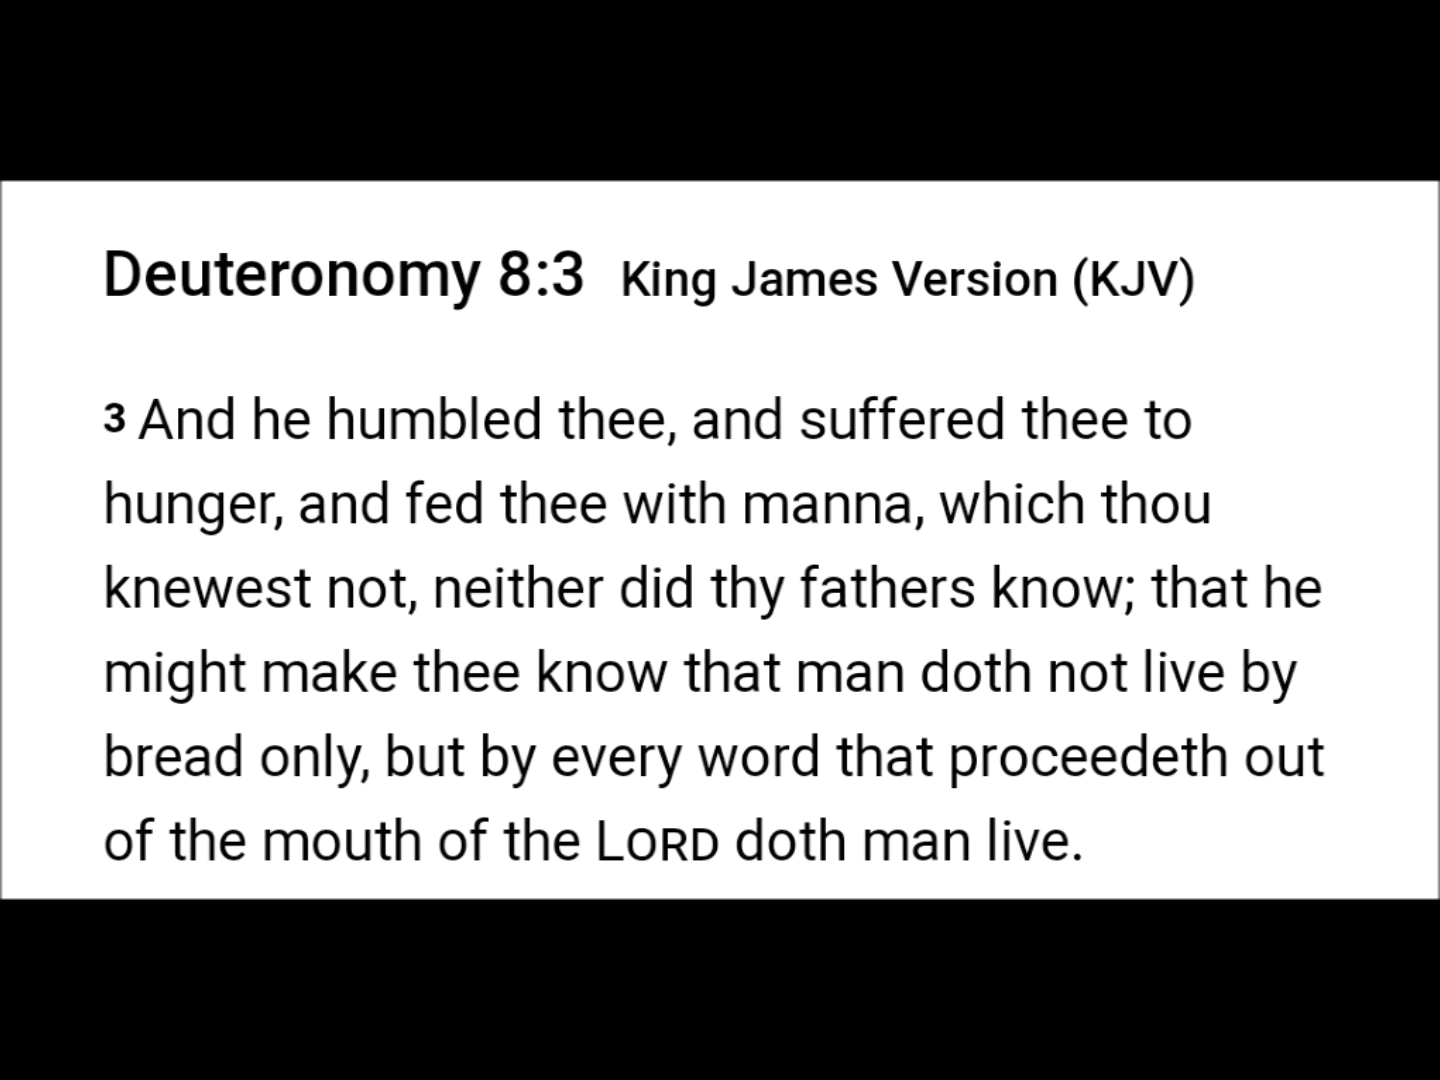 Deuteronomy 8:3 King James Version (KJV)
3 And he humbled thee, and suffered thee to
hunger, and fed thee with manna, which thou
knewest not, neither did thy fathers know; that he
might make thee know that man doth not live by
bread only, but by every word that proceedeth out
of the mouth of the LORD doth man live.